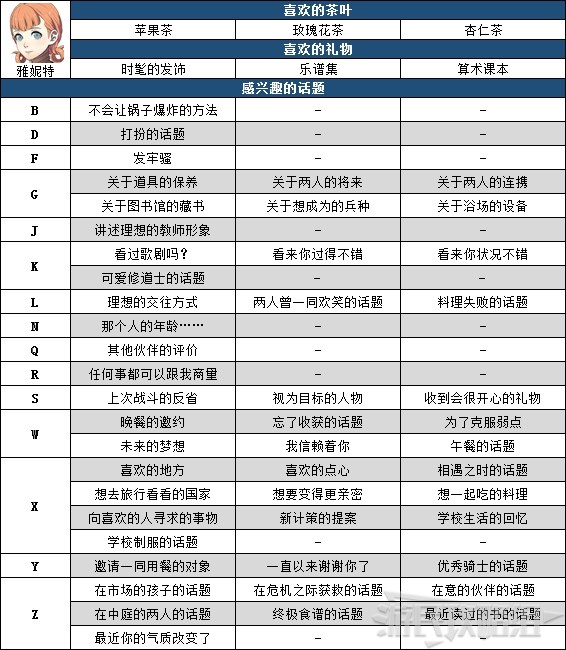 喜欢的茶叶
苹果茶 玫瑰花茶 杏仁茶
喜欢的礼物
雅妮特 时髦的发饰 乐谱集 算术课本
感兴趣的话题
B 不会让锅子爆炸的方法 – –
D 打扮的话题 – –
F 发牢骚 – –
G 关于道具的保养 关于两人的将来 关于两人的连携
关于图书馆的藏书 关于想成为的兵种 关于浴场的设备
J 讲述理想的教师形象 – –
K 看过歌剧吗? 看来你过得不错 看来你状况不错
可爱修道士的话题 – –
L 理想的交往方式 两人曾一同欢笑的话题 料理失败的话题
N 那个人的年龄…… – –
Q 其他伙伴的评价 – –
R 任何事都可以跟我商量 – –
S 上次战斗的反省 视为目标的人物 收到会很开心的礼物
W 晚餐的邀约 忘了收获的话题 为了克服弱点
未来的梦想 我信赖着你 午餐的话题
X 喜欢的地方 喜欢的点心 相遇之时的话题
想去旅行看看的国家 想要变得更亲密 想一起吃的料理
向喜欢的人寻求的事物 新计策的提案 学校生活的回忆
学校制服的话题 – –
Y 邀请一同用餐的对象 一直以来谢谢你了 优秀骑士的话题
Z 在市场的孩子的话题 在危机之际获救的话题 在意的伙伴的话题
在中庭的两人的话题 终极食谱的话题 最近读过的书的话题
最近你的气质改变了 – –